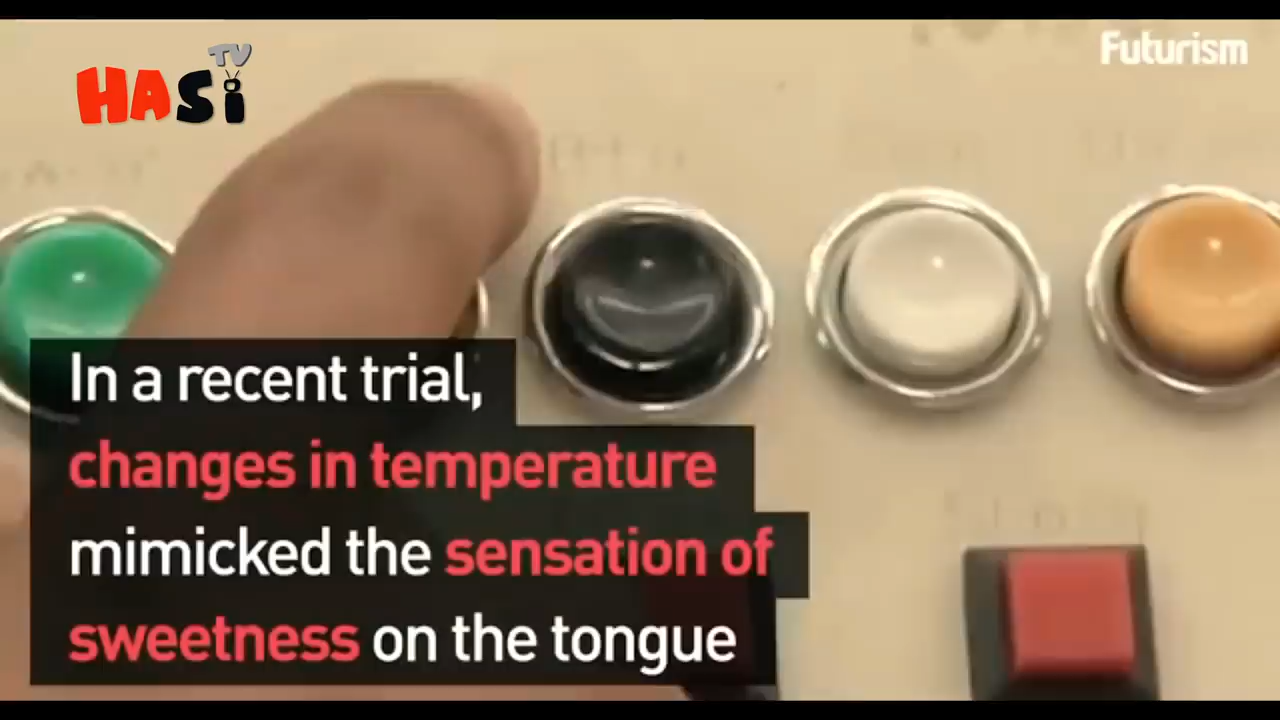 TV
HASi
Futurism
In a recent trial,
changes in temperature
mimicked the sensation of
sweetness on the tongue